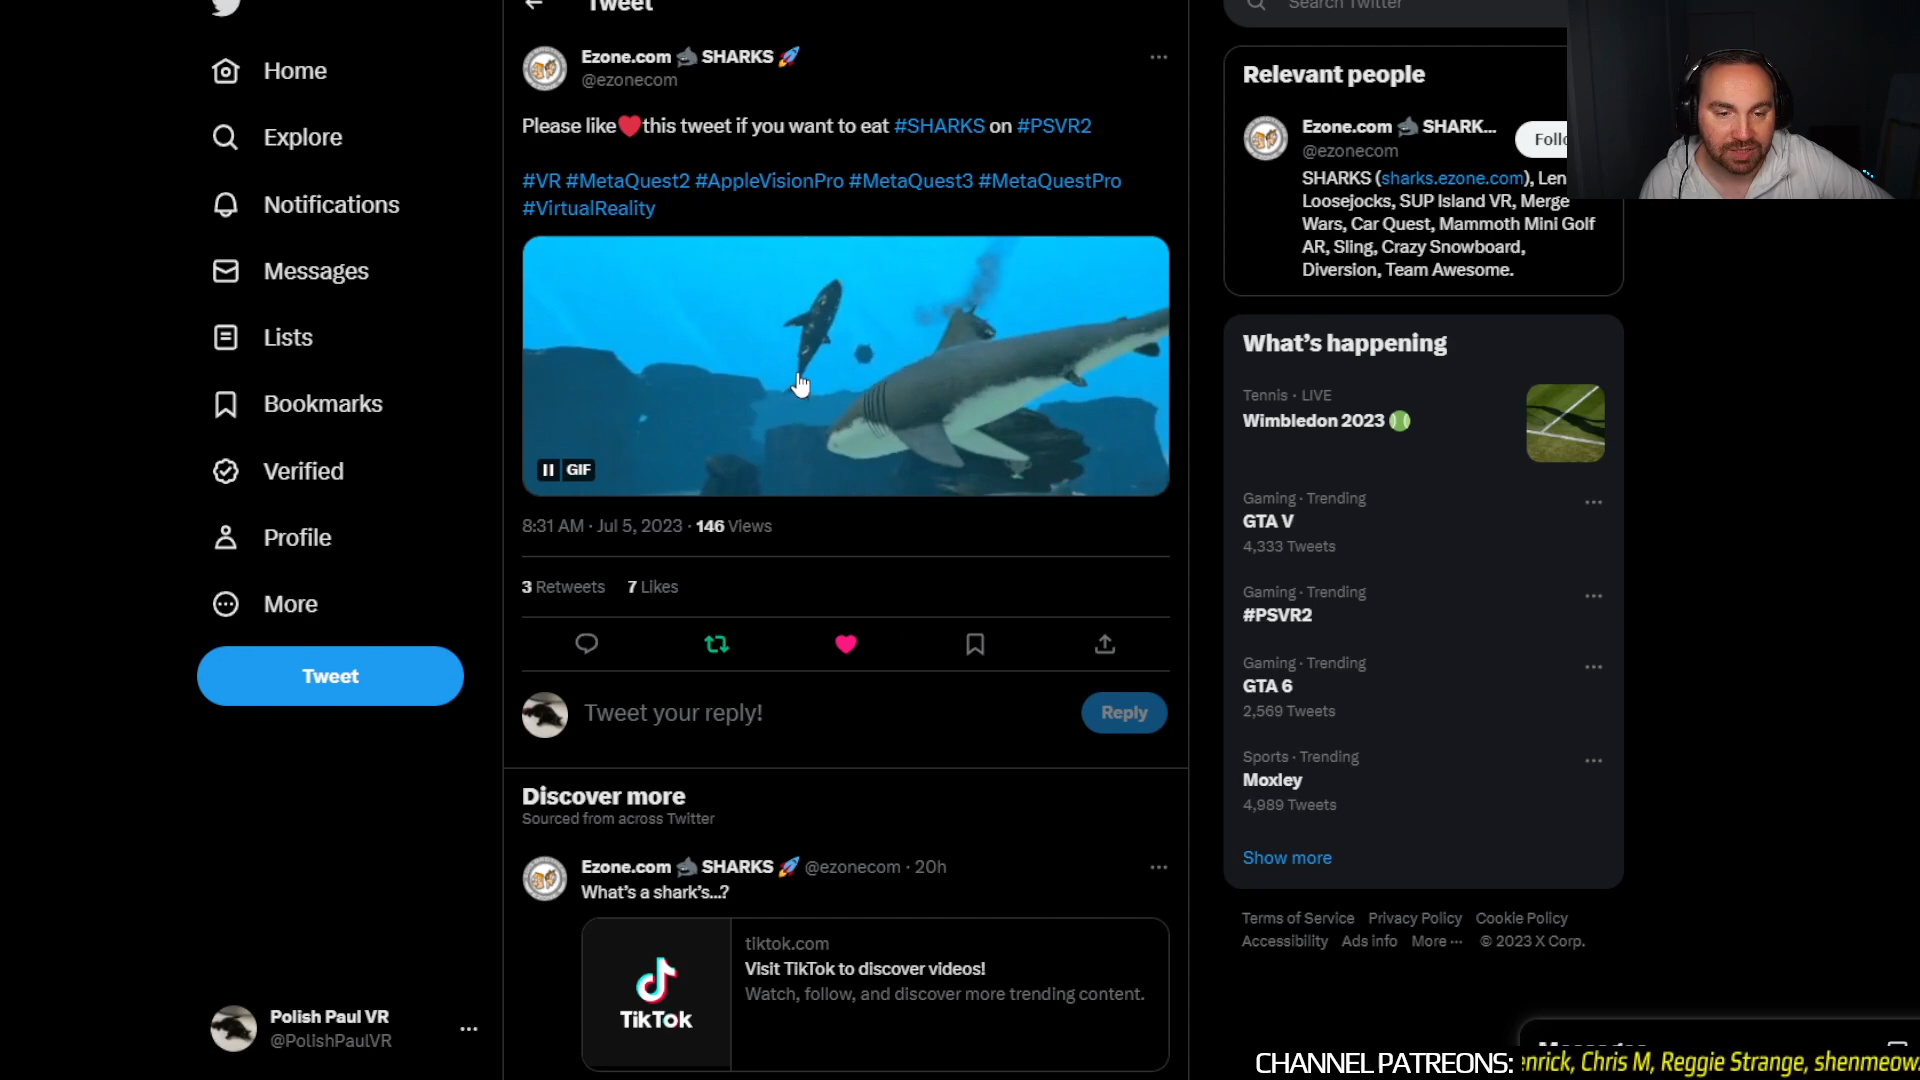 Tweet
Search Twitter
Home
Explore
Notifications
Messages
Lists
Bookmarks
Verified
Profile
More
Tweet
Polish Paul VR
@PolishPaulVR
Ezone.com 🦈 SHARKS 🚀
@ezonecom
Please like❤️this tweet if you want to eat #SHARKS on #PSVR2
#VR #MetaQuest2 #AppleVisionPro #MetaQuest3 #MetaQuestPro
#VirtualReality
GIF
8:31 AM · Jul 5, 2023 · 146 Views
3 Retweets 7 Likes
Tweet your reply!
Reply
Discover more
Sourced from across Twitter
Ezone.com 🦈 SHARKS 🚀 @ezonecom · 20h
What's a shark's...?
TikTok
tiktok.com
Visit TikTok to discover videos!
Watch, follow, and discover more trending content.
Relevant people
Ezone.com 🦈 SHARK...
@ezonecom
Follo
SHARKS (sharks.ezone.com), Len
Loosejocks, SUP Island VR, Merge
Wars, Car Quest, Mammoth Mini Golf
AR, Sling, Crazy Snowboard,
Diversion, Team Awesome.
What's happening
Tennis · LIVE
Wimbledon 2023 🎾
Gaming · Trending
GTA V
4,333 Tweets
Gaming · Trending
#PSVR2
Gaming · Trending
GTA 6
2,569 Tweets
Sports · Trending
Moxley
4,989 Tweets
Show more
Terms of Service Privacy Policy Cookie Policy
Accessibility Ads info More ··· © 2023 X Corp.
Messages
CHANNEL PATREONS: enrick, Chris M, Reggie Strange, shenmeow